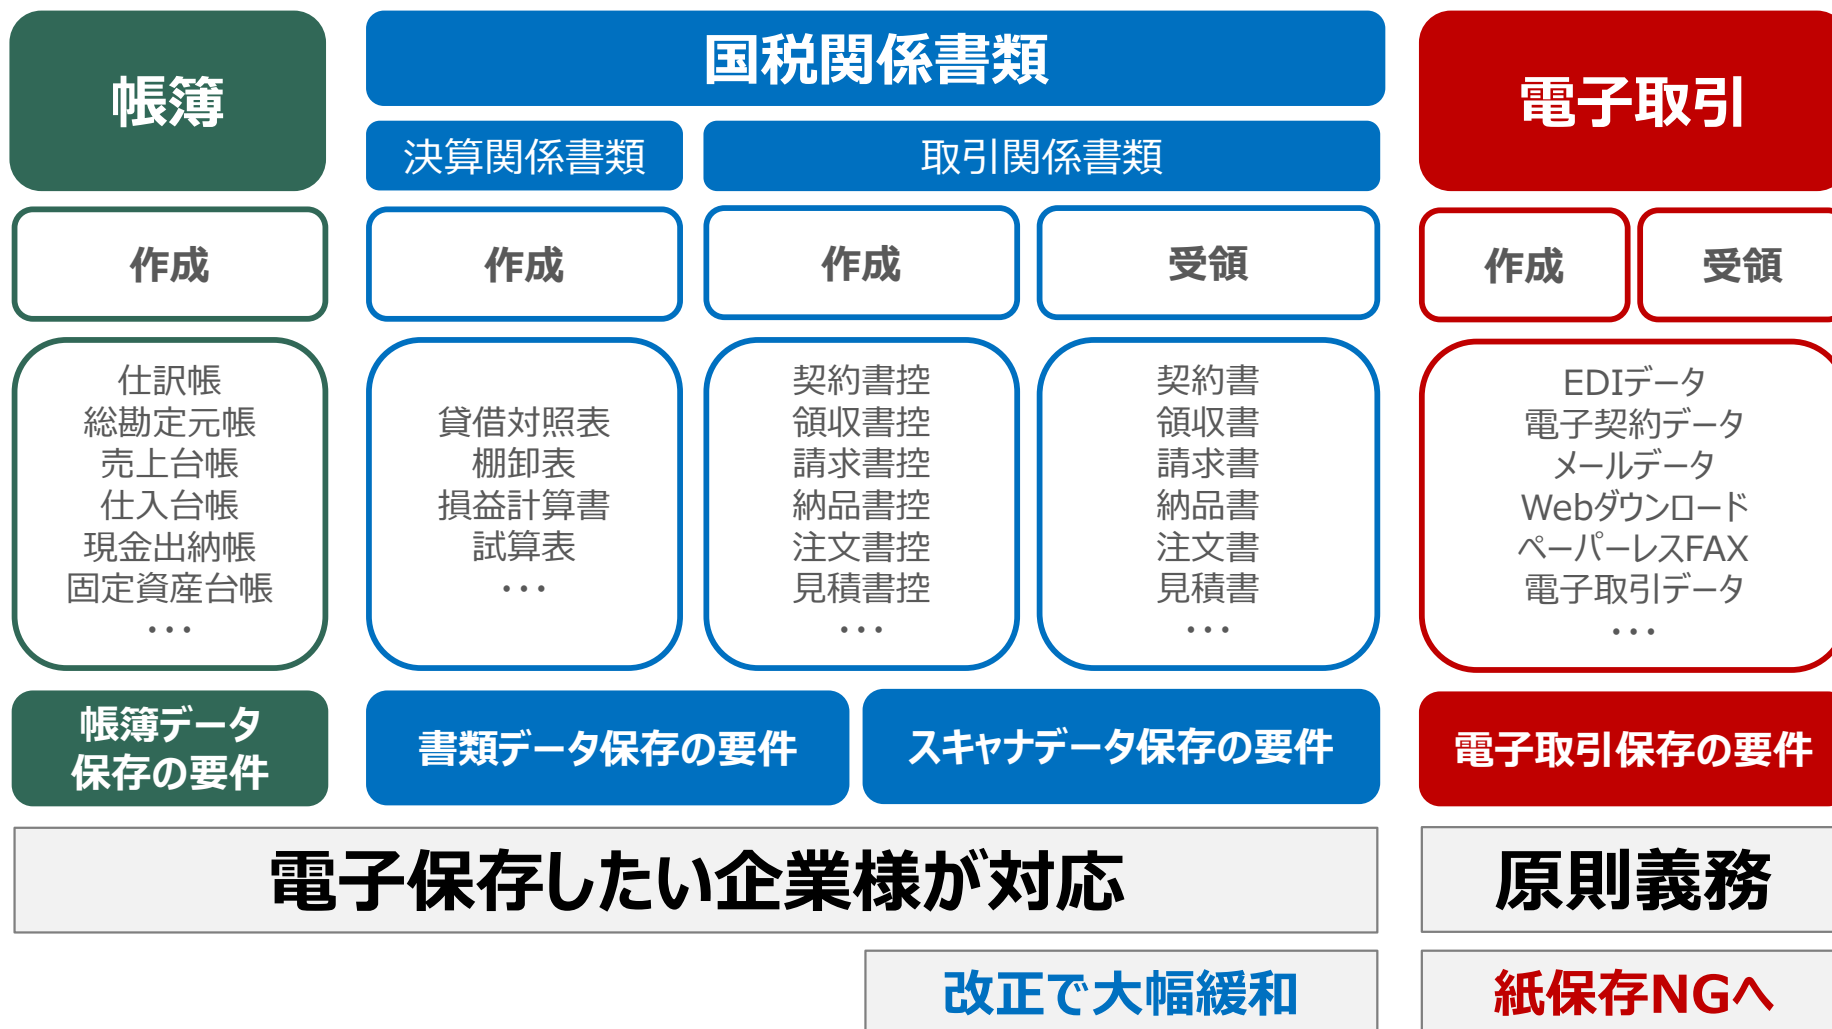 帳簿
国税関係書類
電子取引
決算関係書類
取引関係書類
作成
作成
作成
受領
作成
受領
仕訳帳
総勘定元帳
売上台帳
仕入台帳
現金出納帳
固定資産台帳
・・・
貸借対照表
棚卸表
損益計算書
試算表
・・・
契約書控
領収書控
請求書控
納品書控
注文書控
見積書控
・・・
契約書
領収書
請求書
納品書
注文書
見積書
・・・
EDIデータ
電子契約データ
メールデータ
Webダウンロード
ペーパーレスFAX
電子取引データ
・・・
帳簿データ
保存の要件
書類データ保存の要件
スキャナデータ保存の要件
電子取引保存の要件
電子保存したい企業様が対応
原則義務
改正で大幅緩和
紙保存NGへ